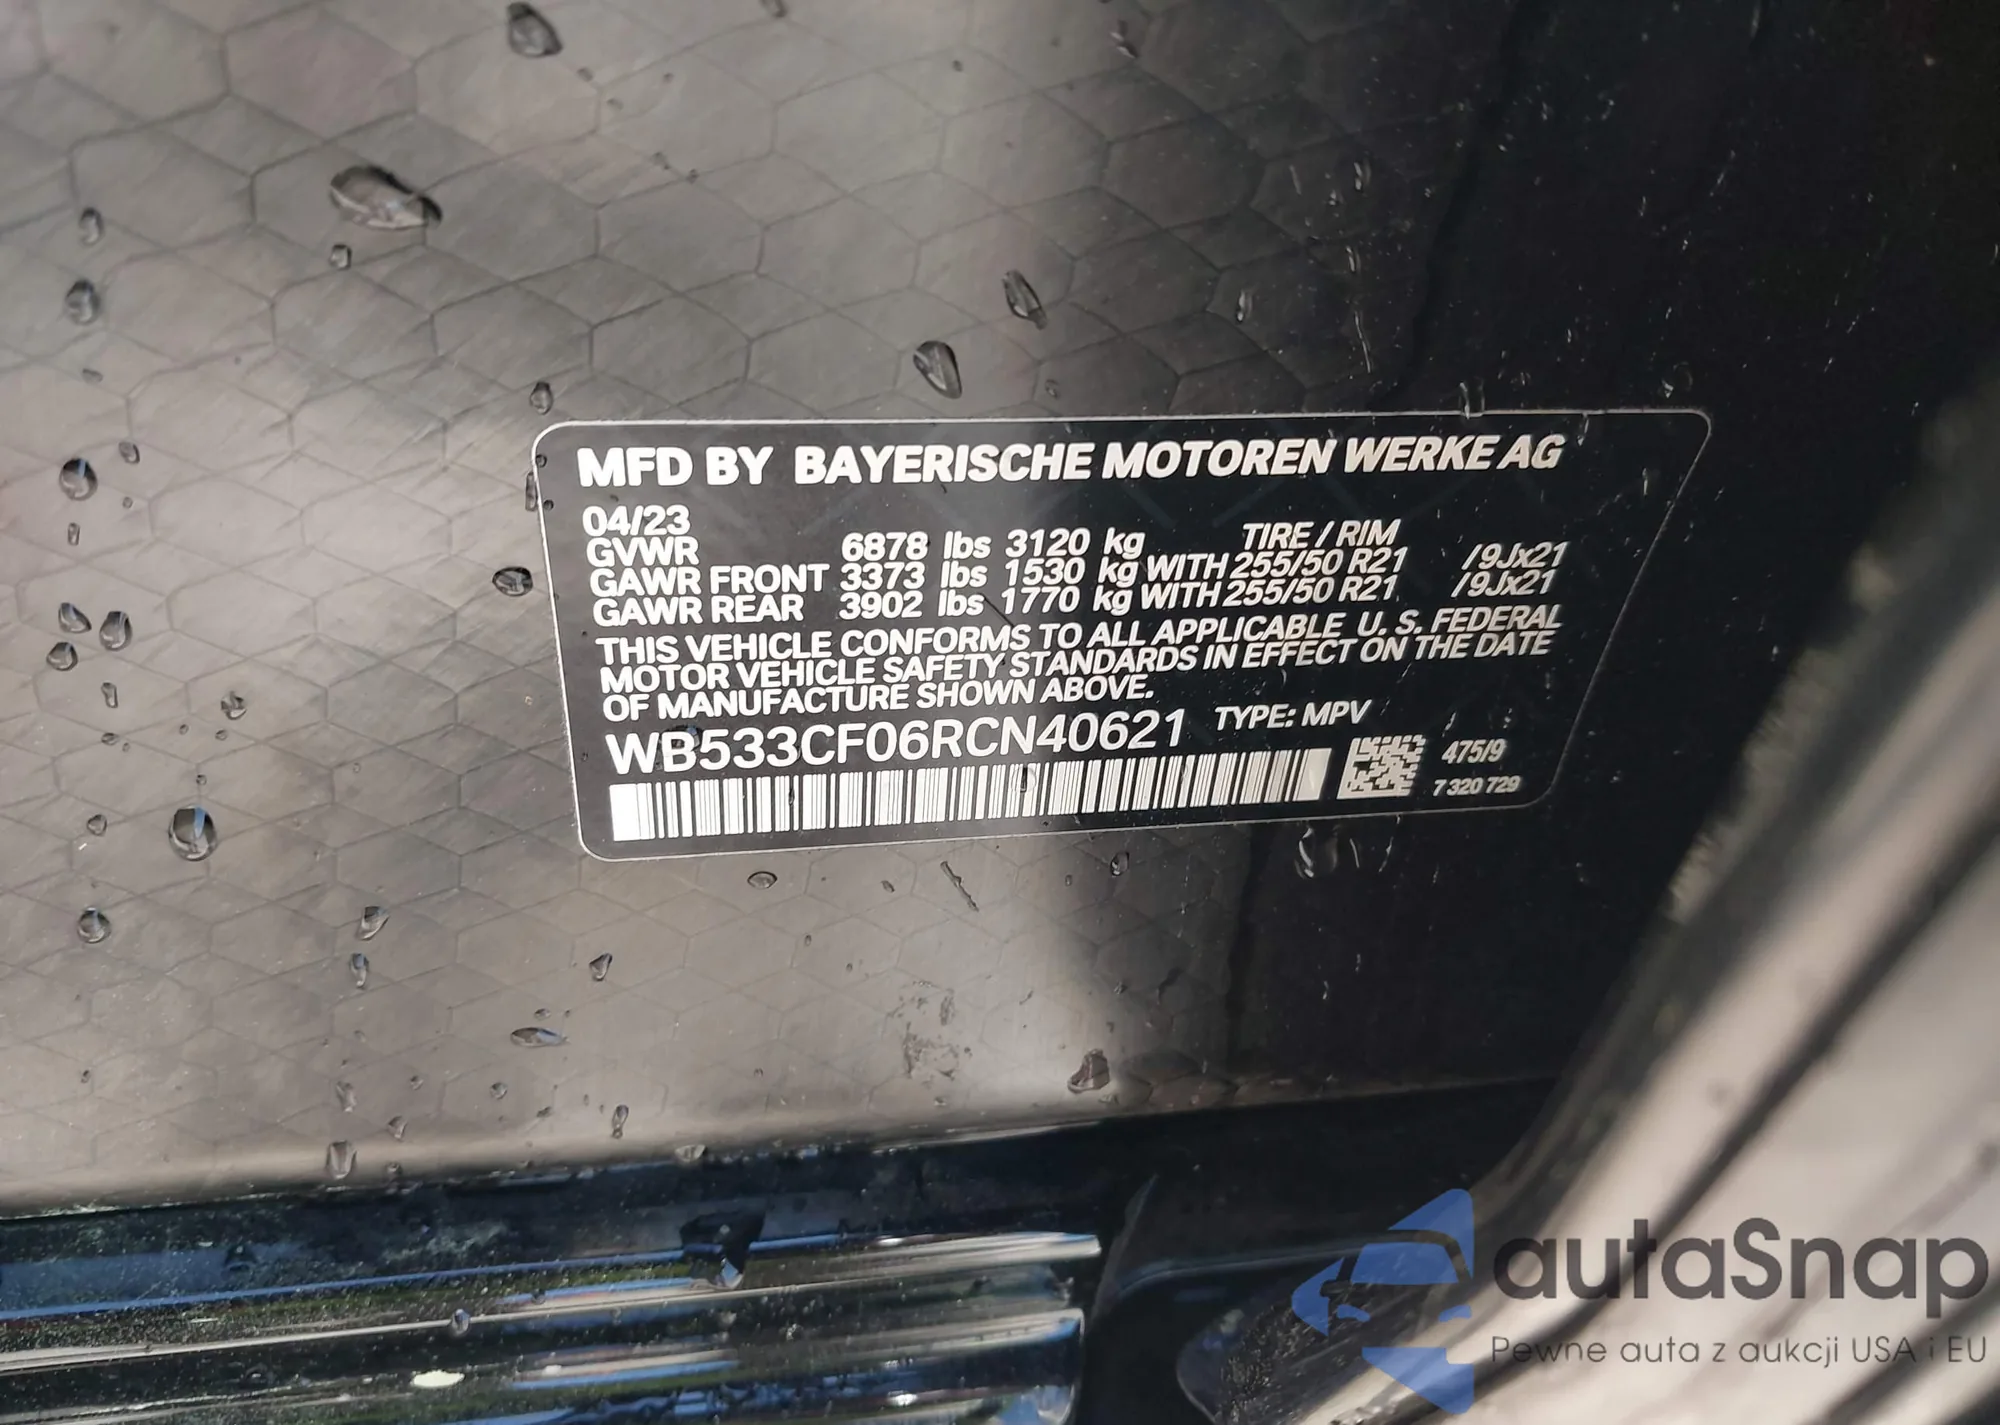 MFD BY BAYERISCHE MOTOREN WERKE AG
04/23 TIRE / RIM
GVWR 6878 lbs 3120 kg
GAWR FRONT 3373 lbs 1530 kg WITH 255/50 R21 /9Jx21
GAWR REAR 3902 lbs 1770 kg WITH 255/50 R21 /9Jx21
THIS VEHICLE CONFORMS TO ALL APPLICABLE U. S. FEDERAL
MOTOR VEHICLE SAFETY STANDARDS IN EFFECT ON THE DATE
OF MANUFACTURE SHOWN ABOVE.
WB533CF06RCN40621 TYPE: MPV
475/9
7 320 729
autaSnap
Pewne auta z aukcji USA i EU